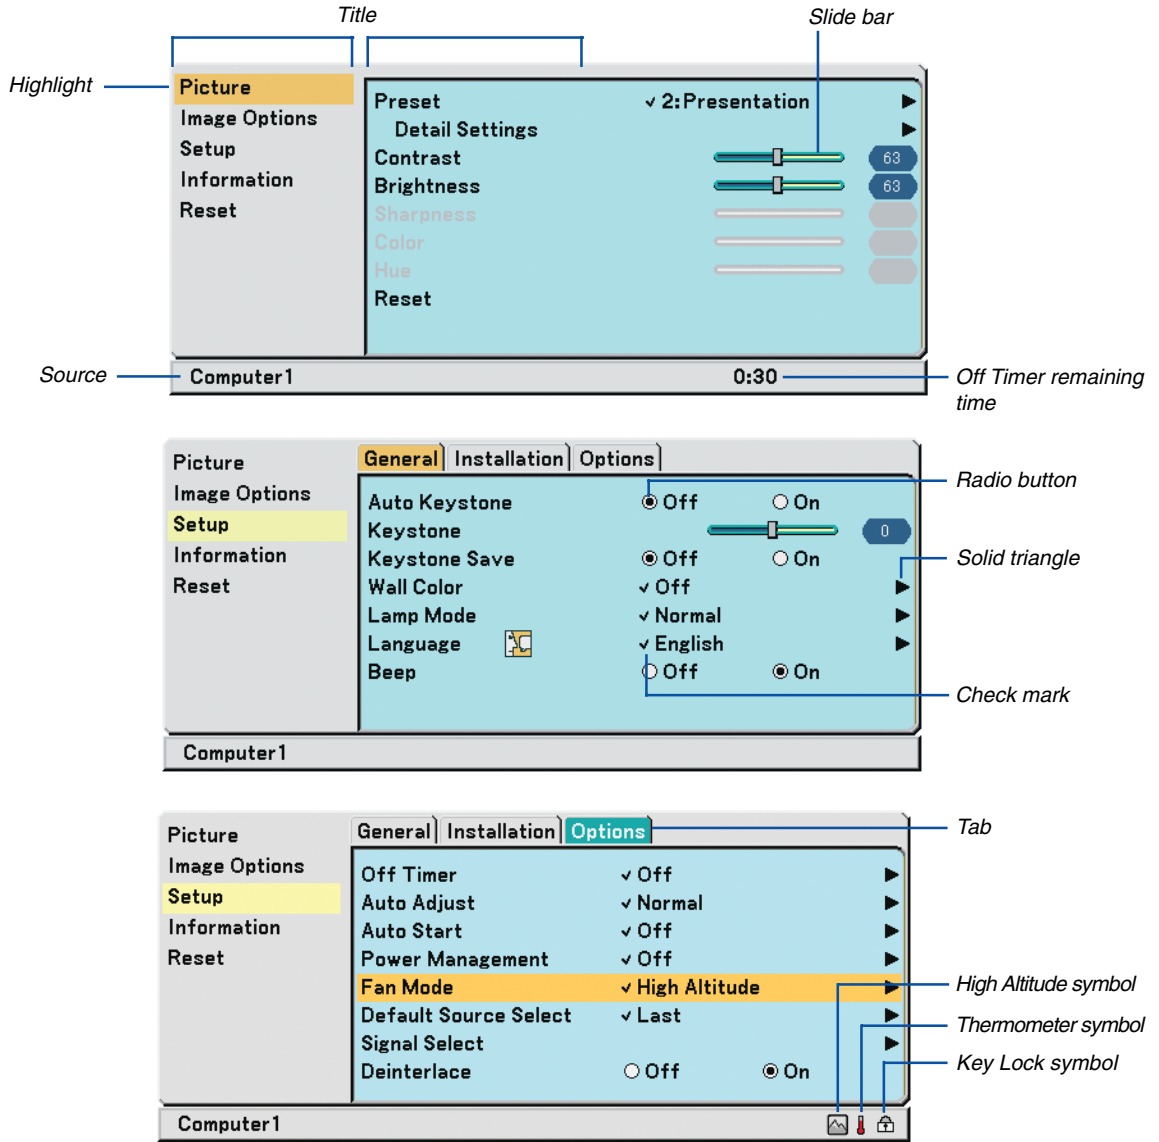 Title
Slide bar
Highlight
Picture
Image Options
Setup
Information
Reset
Preset 2:Presentation
Detail Settings
Contrast 63
Brightness 63
Sharpness
Color
Hue
Reset
Source
Computer1 0:30
Off Timer remaining
time
Picture
Image Options
Setup
Information
Reset
General Installation Options
Auto Keystone Off On
Keystone 0
Keystone Save Off On
Wall Color Off
Lamp Mode Normal
Language English
Beep Off On
Radio button
Solid triangle
Check mark
Computer1
Picture
Image Options
Setup
Information
Reset
General Installation Options
Tab
Off Timer Off
Auto Adjust Normal
Auto Start Off
Power Management Off
Fan Mode High Altitude
Default Source Select Last
Signal Select
Deinterlace Off On
High Altitude symbol
Thermometer symbol
Key Lock symbol
Computer1